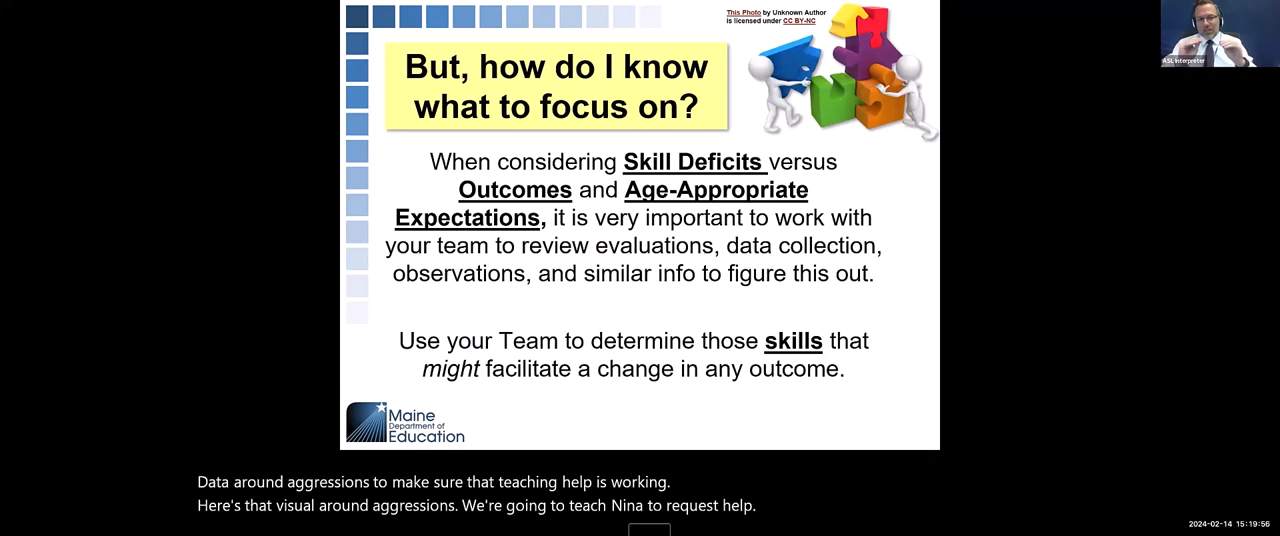 This Photo by Unknown Author
is licensed under CC BY-NC
But, how do I know
what to focus on?
When considering Skill Deficits versus
Outcomes and Age-Appropriate
Expectations, it is very important to work with
your team to review evaluations, data collection,
observations, and similar info to figure this out.
Use your Team to determine those skills that
might facilitate a change in any outcome.
Maine
Department of
Education
ASL Interpreter
Data around aggressions to make sure that teaching help is working.
Here's that visual around aggressions. We're going to teach Nina to request help.
2024-02-14 15:19:56